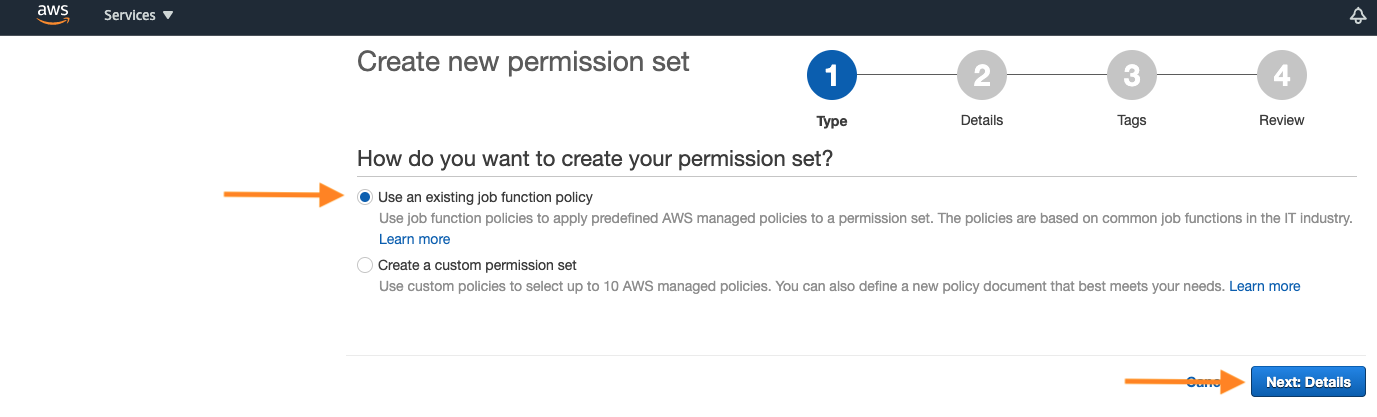 aws
Services
Create new permission set
1
2
3
4
Type
Details
Tags
Review
How do you want to create your permission set?
Use an existing job function policy
Use job function policies to apply predefined AWS managed policies to a permission set. The policies are based on common job functions in the IT industry.
Learn more
Create a custom permission set
Use custom policies to select up to 10 AWS managed policies. You can also define a new policy document that best meets your needs. Learn more
Next: Details